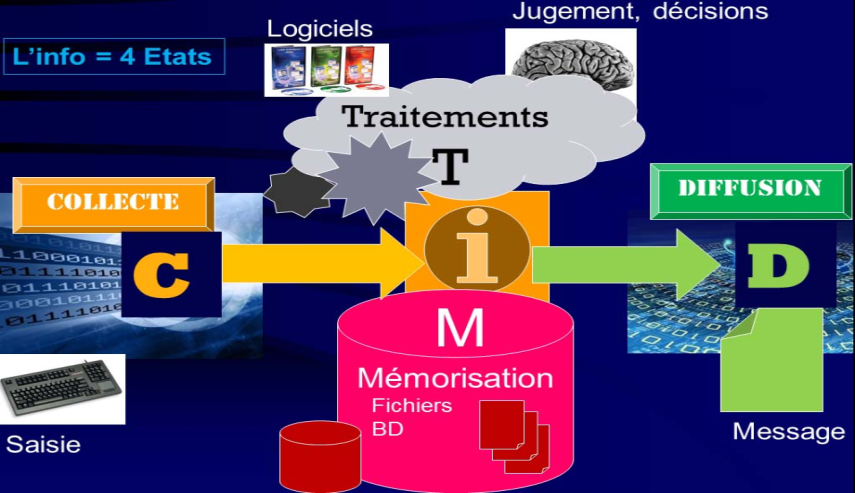 Jugement, décisions
Logiciels
L'info = 4 Etats
Traitements
T
COLLECTE
DIFFUSION
C
i
D
M
Mémorisation
Fichiers
BD
Saisie
Message